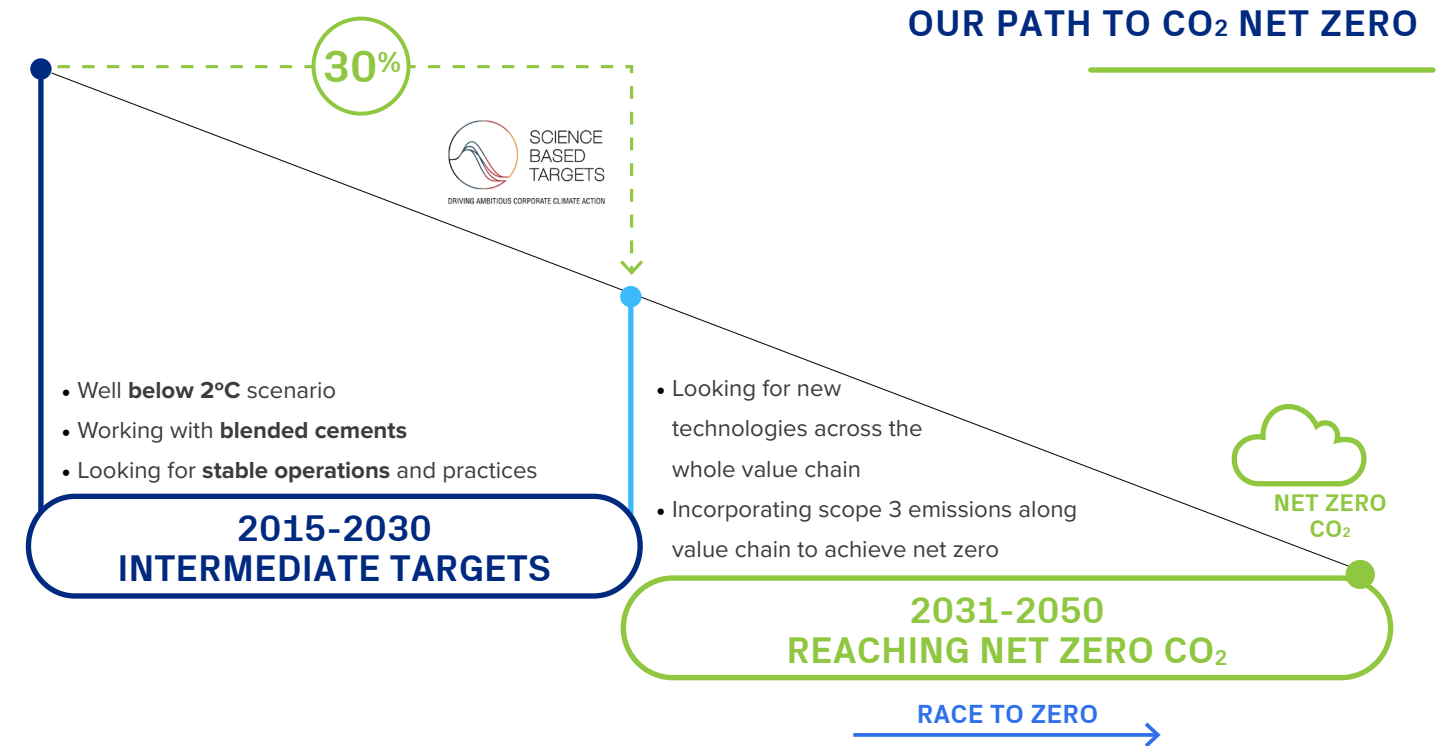 OUR PATH TO CO₂ NET ZERO
30%
SCIENCE
BASED
TARGETS
DRIVING AMBITIOUS CORPORATE CLIMATE ACTION
• Well below 2ºC scenario
• Working with blended cements
• Looking for stable operations and practices
2015-2030
INTERMEDIATE TARGETS
• Looking for new
technologies across the
whole value chain
• Incorporating scope 3 emissions along
value chain to achieve net zero
NET ZERO
CO₂
2031-2050
REACHING NET ZERO CO₂
RACE TO ZERO